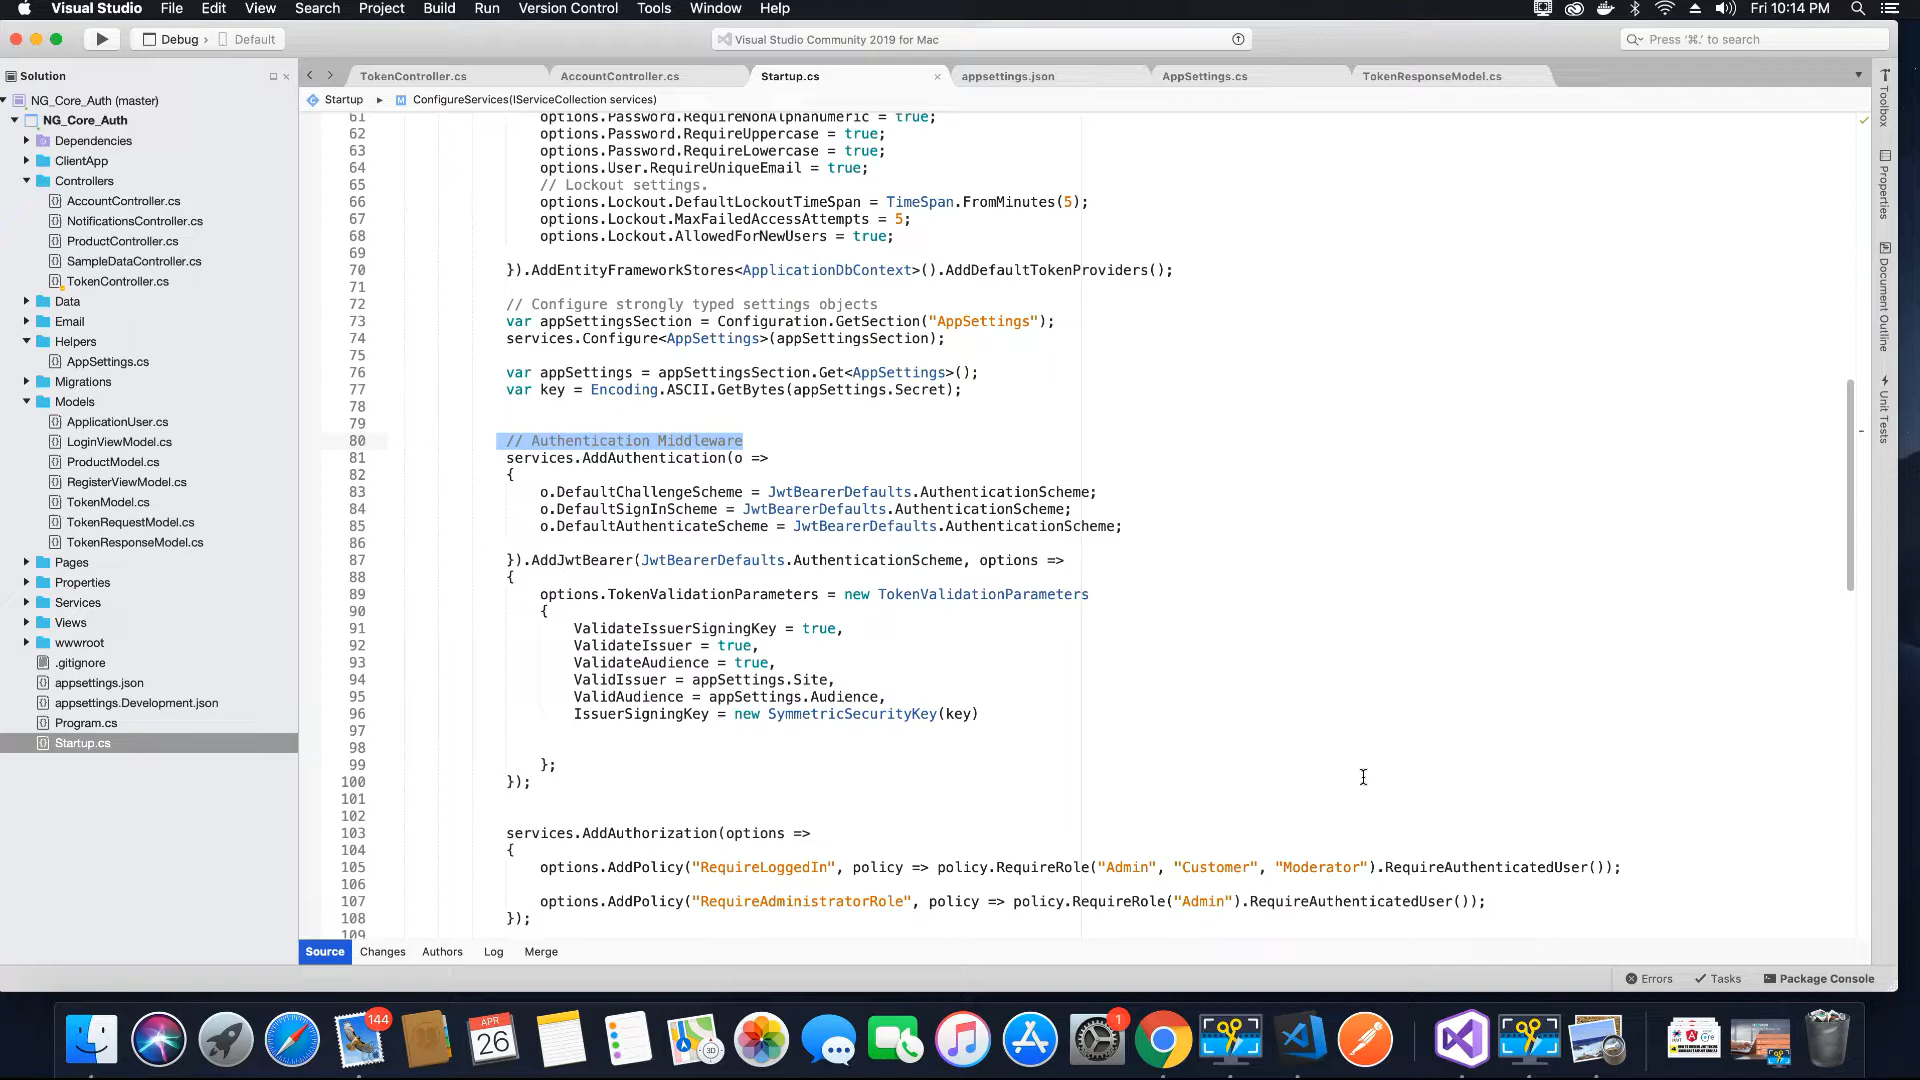 Visual Studio File Edit View Search Project Build Run Version Control Tools Window Help Fri 10:14 PM
Debug Default
Visual Studio Community 2019 for Mac
Press '⌘.' to search
Solution
NG_Core_Auth (master)
NG_Core_Auth
Dependencies
ClientApp
Controllers
AccountController.cs
NotificationsController.cs
ProductController.cs
SampleDataController.cs
TokenController.cs
Data
Email
Helpers
AppSettings.cs
Migrations
Models
ApplicationUser.cs
LoginViewModel.cs
ProductModel.cs
RegisterViewModel.cs
TokenModel.cs
TokenRequestModel.cs
TokenResponseModel.cs
Pages
Properties
Services
Views
wwwroot
.gitignore
appsettings.json
appsettings.Development.json
Program.cs
Startup.cs
TokenController.cs AccountController.cs Startup.cs appsettings.json AppSettings.cs TokenResponseModel.cs
Startup ConfigureServices(IServiceCollection services)
61 options.Password.RequireNonAlphanumeric = true;
62 options.Password.RequireUppercase = true;
63 options.Password.RequireLowercase = true;
64 options.User.RequireUniqueEmail = true;
65 // Lockout settings.
66 options.Lockout.DefaultLockoutTimeSpan = TimeSpan.FromMinutes(5);
67 options.Lockout.MaxFailedAccessAttempts = 5;
68 options.Lockout.AllowedForNewUsers = true;
69
70 }).AddEntityFrameworkStores<ApplicationDbContext>().AddDefaultTokenProviders();
71
72 // Configure strongly typed settings objects
73 var appSettingsSection = Configuration.GetSection("AppSettings");
74 services.Configure<AppSettings>(appSettingsSection);
75
76 var appSettings = appSettingsSection.Get<AppSettings>();
77 var key = Encoding.ASCII.GetBytes(appSettings.Secret);
78
79
80 // Authentication Middleware
81 services.AddAuthentication(o =>
82 {
83 o.DefaultChallengeScheme = JwtBearerDefaults.AuthenticationScheme;
84 o.DefaultSignInScheme = JwtBearerDefaults.AuthenticationScheme;
85 o.DefaultAuthenticateScheme = JwtBearerDefaults.AuthenticationScheme;
86
87 }).AddJwtBearer(JwtBearerDefaults.AuthenticationScheme, options =>
88 {
89 options.TokenValidationParameters = new TokenValidationParameters
90 {
91 ValidateIssuerSigningKey = true,
92 ValidateIssuer = true,
93 ValidateAudience = true,
94 ValidIssuer = appSettings.Site,
95 ValidAudience = appSettings.Audience,
96 IssuerSigningKey = new SymmetricSecurityKey(key)
97
98
99 };
100 });
101
102
103 services.AddAuthorization(options =>
104 {
105 options.AddPolicy("RequireLoggedIn", policy => policy.RequireRole("Admin", "Customer", "Moderator").RequireAuthenticatedUser());
106
107 options.AddPolicy("RequireAdministratorRole", policy => policy.RequireRole("Admin").RequireAuthenticatedUser());
108 });
109
Toolbox
Properties
Document Outline
Unit Tests
Source Changes Authors Log Merge
Errors Tasks Package Console
144
APR
26
3D
1